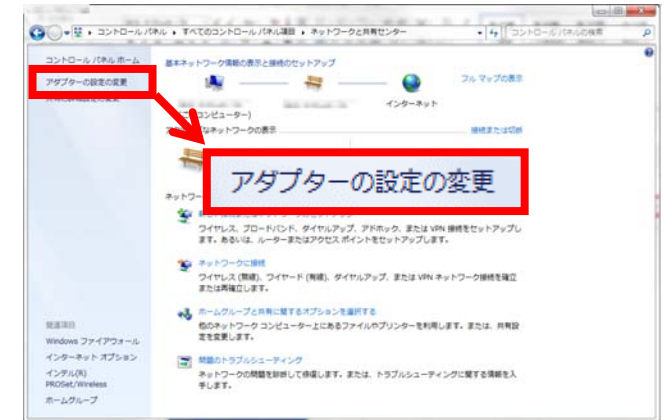 コントロール パネル ▸ すべてのコントロール パネル項目 ▸ ネットワークと共有センター
コントロール パネルの検索
コントロール パネル ホーム
アダプターの設定の変更
基本ネットワーク情報の表示と接続のセットアップ
フル マップの表示
インターネット
コンピューター)
なネットワークの表示
接続または切断
アダプターの設定の変更
ネットワー
ワイヤレス、ブロードバンド、ダイヤルアップ、アドホック、または VPN 接続をセットアップし
ます。あるいは、ルーターまたはアクセス ポイントをセットアップします。
ネットワークに接続
ワイヤレス (無線)、ワイヤード (有線)、ダイヤルアップ、または VPN ネットワーク接続を確立
または再確立します。
ホームグループと共有に関するオプションを選択する
他のネットワーク コンピューター上にあるファイルやプリンターを利用します。または、共有設
定を変更します。
問題のトラブルシューティング
ネットワークの問題を診断して修復します。または、トラブルシューティングに関する情報を入
手します。
関連項目
Windows ファイアウォール
インターネット オプション
インテル(R)
PROSet/Wireless
ホームグループ